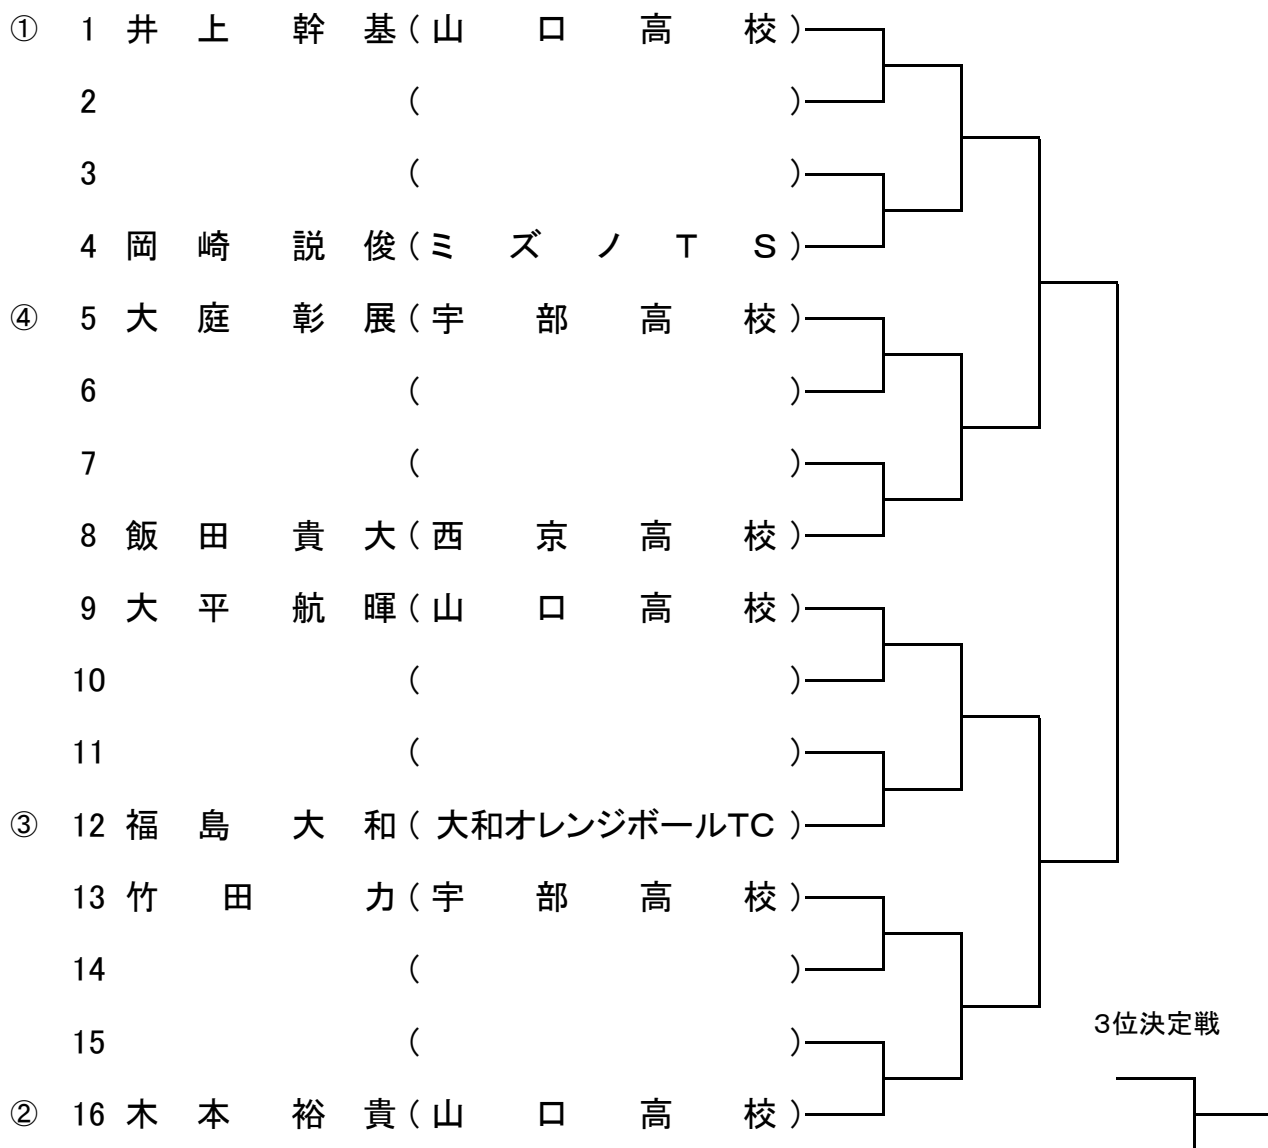 ① 1 井上 幹基(山口高校)
2 ( )
3 ( )
4 岡崎 説俊(ミズノTS)
④ 5 大庭 彰展(宇部高校)
6 ( )
7 ( )
8 飯田 貴大(西京高校)
9 大平 航暉(山口高校)
10 ( )
11 ( )
③ 12 福島 大和(大和オレンジボールTC)
13 竹田 力(宇部高校)
14 ( )
15 ( )
3位決定戦
② 16 木本 裕貴(山口高校)